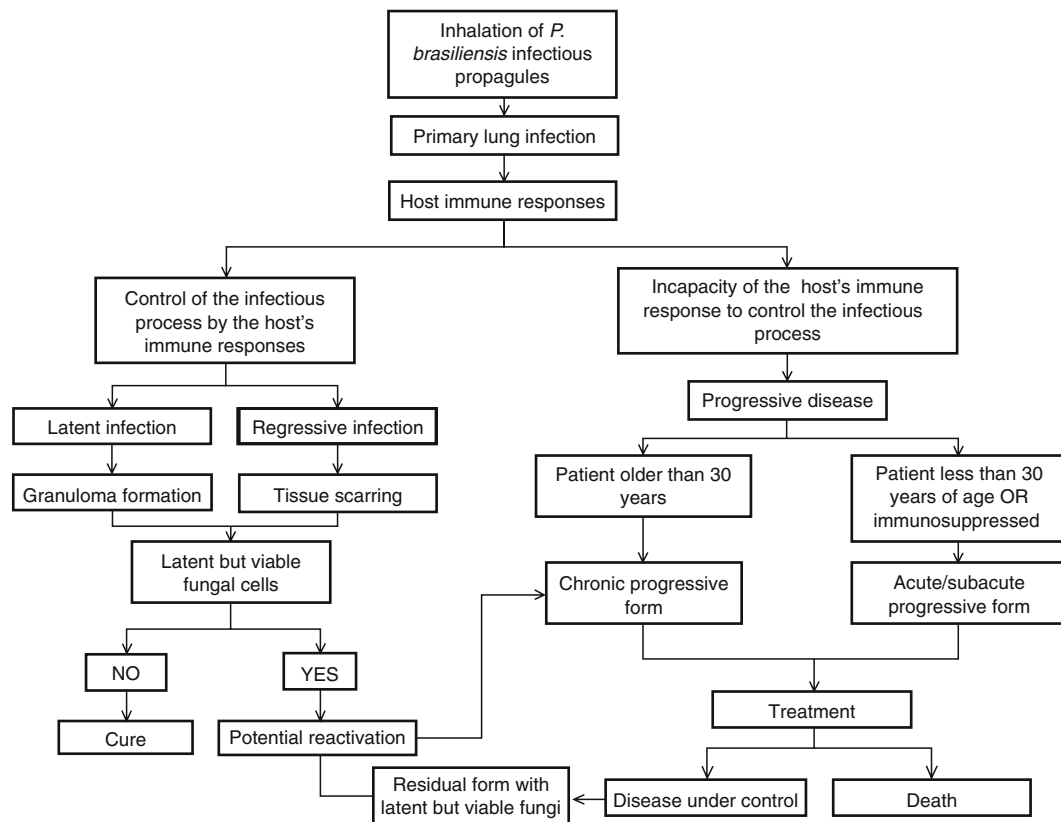 Inhalation of P.
brasiliensis infectious
propagules
Primary lung infection
Host immune responses
Control of the infectious
process by the host's
immune responses
Incapacity of the host's immune
response to control the infectious
process
Latent infection
Regressive infection
Progressive disease
Granuloma formation
Tissue scarring
Patient older than 30
years
Patient less than 30
years of age OR
immunosuppressed
Latent but viable
fungal cells
Chronic progressive
form
Acute/subacute
progressive form
NO
YES
Cure
Potential reactivation
Treatment
Residual form with
latent but viable fungi
Disease under control
Death